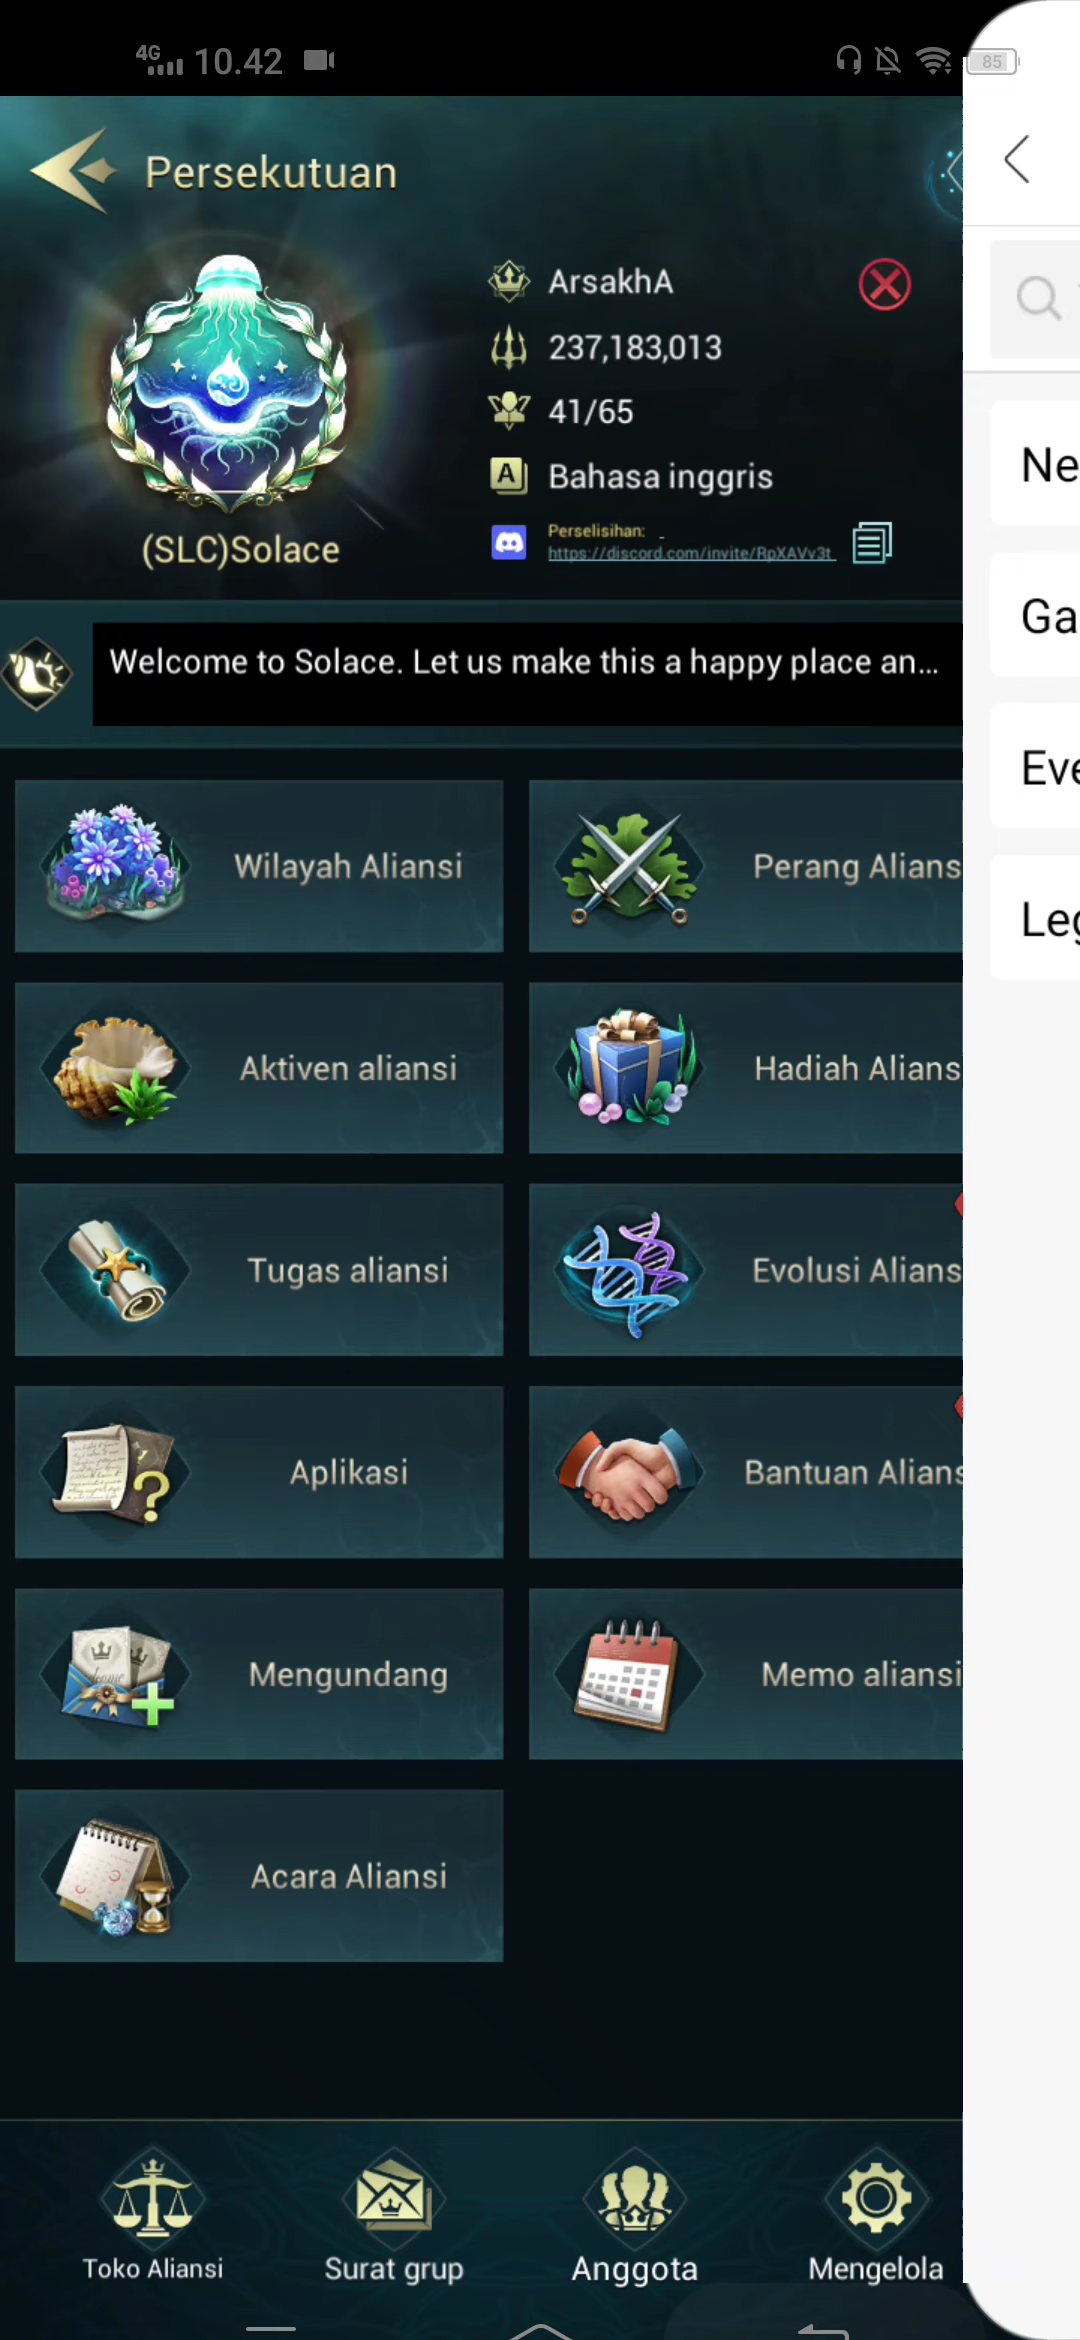 4G 10.42 85
Persekutuan
ArsakhA
237,183,013
41/65
A Bahasa inggris
Perselisihan: -
https://discord.com/invite/RpXAVv3t
(SLC)Solace
Welcome to Solace. Let us make this a happy place an...
Ne
Ga
Eve
Leg
Wilayah Aliansi
Perang Alians
Aktiven aliansi
Hadiah Alians
Tugas aliansi
Evolusi Alians
Aplikasi
Bantuan Alians
Mengundang
Memo aliansi
Acara Aliansi
Toko Aliansi
Surat grup
Anggota
Mengelola